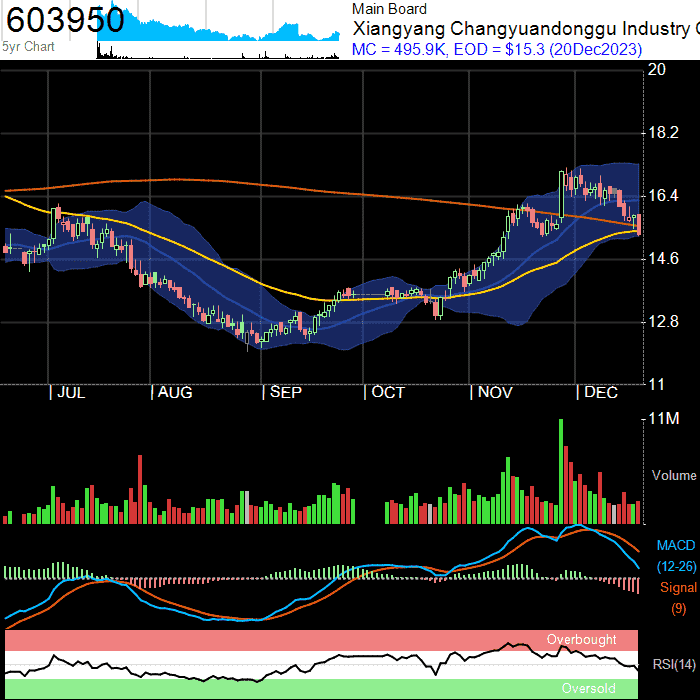 603950
5yr Chart
Main Board
Xiangyang Changyuandonggu Industry
MC = 495.9K, EOD = $15.3 (20Dec2023)
20
18.2
16.4
14.6
12.8
11
| JUL | AUG | SEP | OCT | NOV | DEC
11M
Volume
MACD
(12-26)
Signal
(9)
Overbought
RSI(14)
Oversold